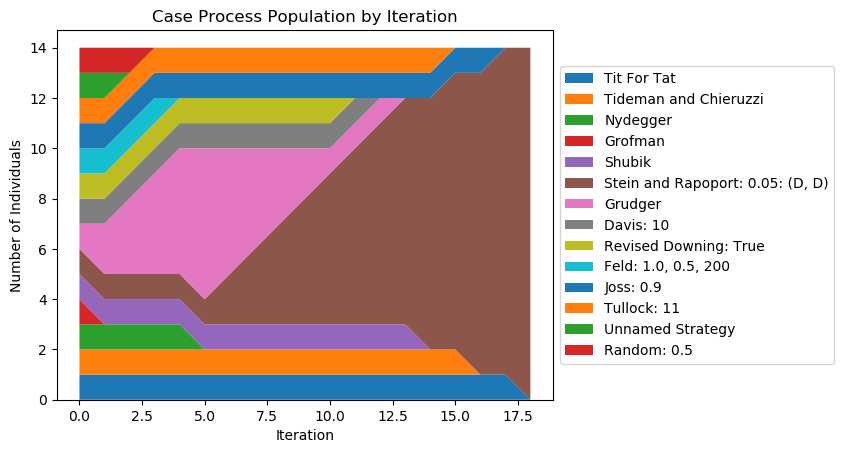 Case Process Population by Iteration
Number of Individuals
14
12
10
8
6
4
2
0
0.0 2.5 5.0 7.5 10.0 12.5 15.0 17.5
Iteration
Tit For Tat
Tideman and Chieruzzi
Nydegger
Grofman
Shubik
Stein and Rapoport: 0.05: (D, D)
Grudger
Davis: 10
Revised Downing: True
Feld: 1.0, 0.5, 200
Joss: 0.9
Tullock: 11
Unnamed Strategy
Random: 0.5